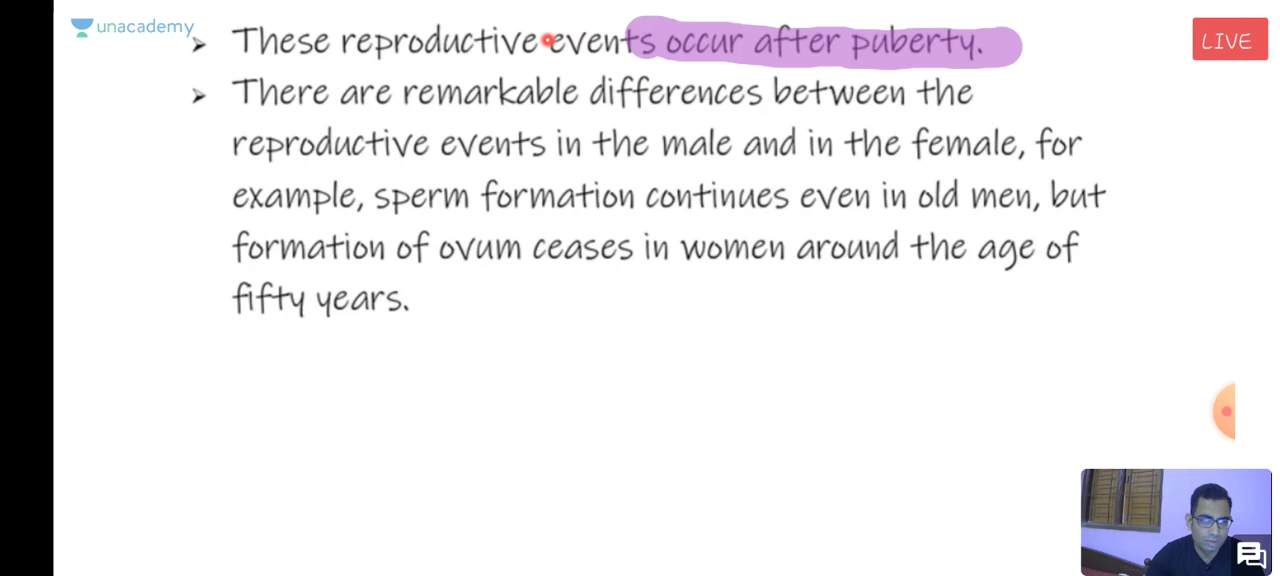 unacademy
LIVE
➤ These reproductive events occur after puberty.
➤ There are remarkable differences between the
reproductive events in the male and in the female, for
example, sperm formation continues even in old men, but
formation of ovum ceases in women around the age of
fifty years.